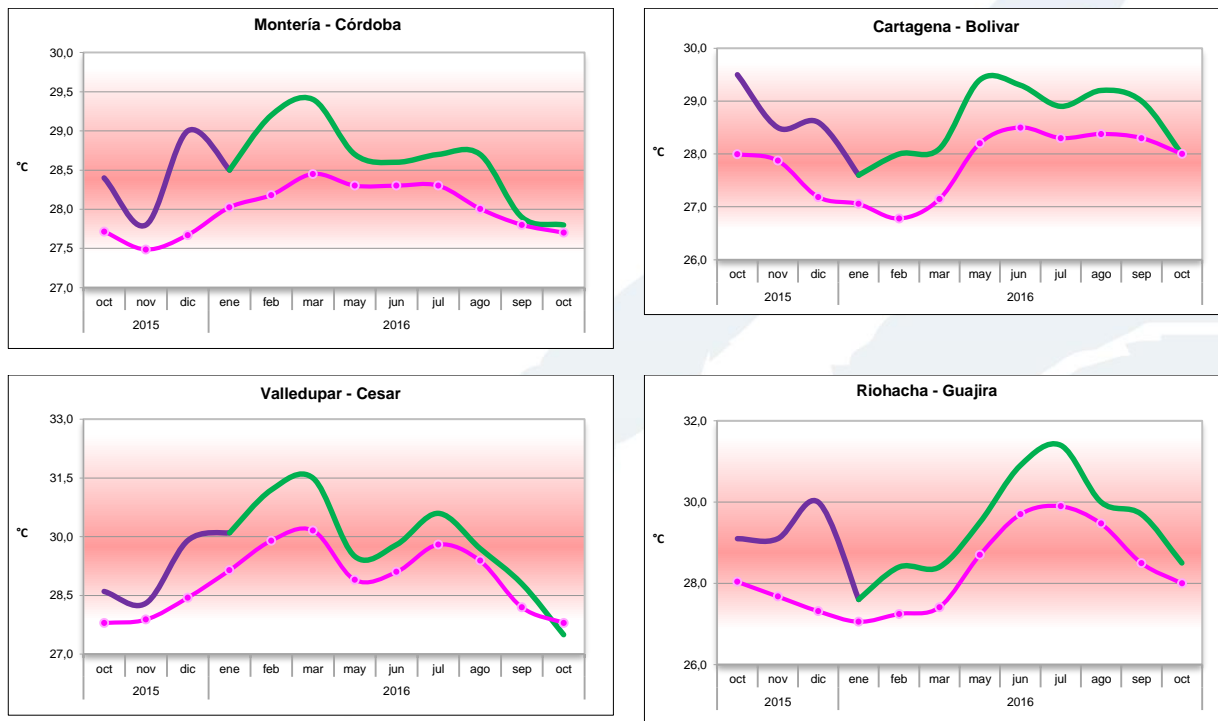 Montería - Córdoba
30,0
29,5
29,0
28,5
28,0
27,5
27,0
°C
oct nov dic ene feb mar may jun jul ago sep oct
2015 2016
Cartagena - Bolivar
30,0
29,0
28,0
27,0
26,0
°C
oct nov dic ene feb mar may jun jul ago sep oct
2015 2016
Valledupar - Cesar
33,0
31,5
30,0
28,5
27,0
°C
oct nov dic ene feb mar may jun jul ago sep oct
2015 2016
Riohacha - Guajira
32,0
30,0
28,0
26,0
°C
oct nov dic ene feb mar may jun jul ago sep oct
2015 2016